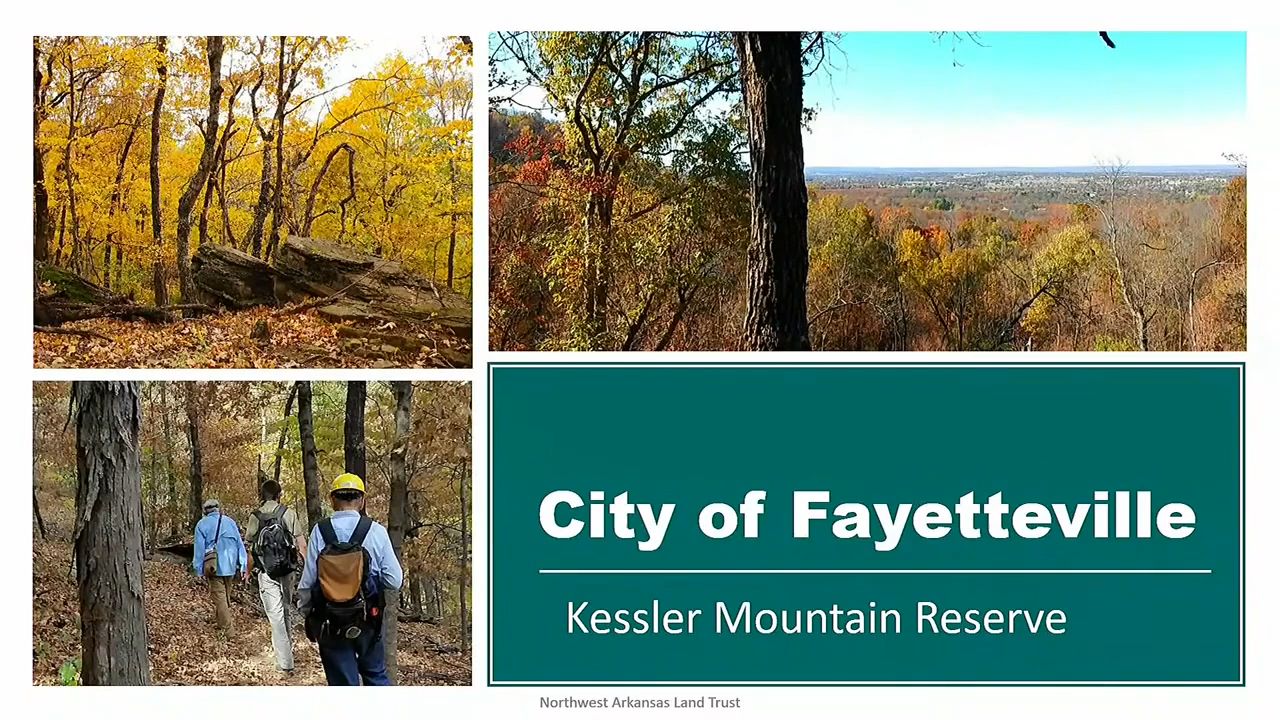 City of Fayetteville
Kessler Mountain Reserve
Northwest Arkansas Land Trust